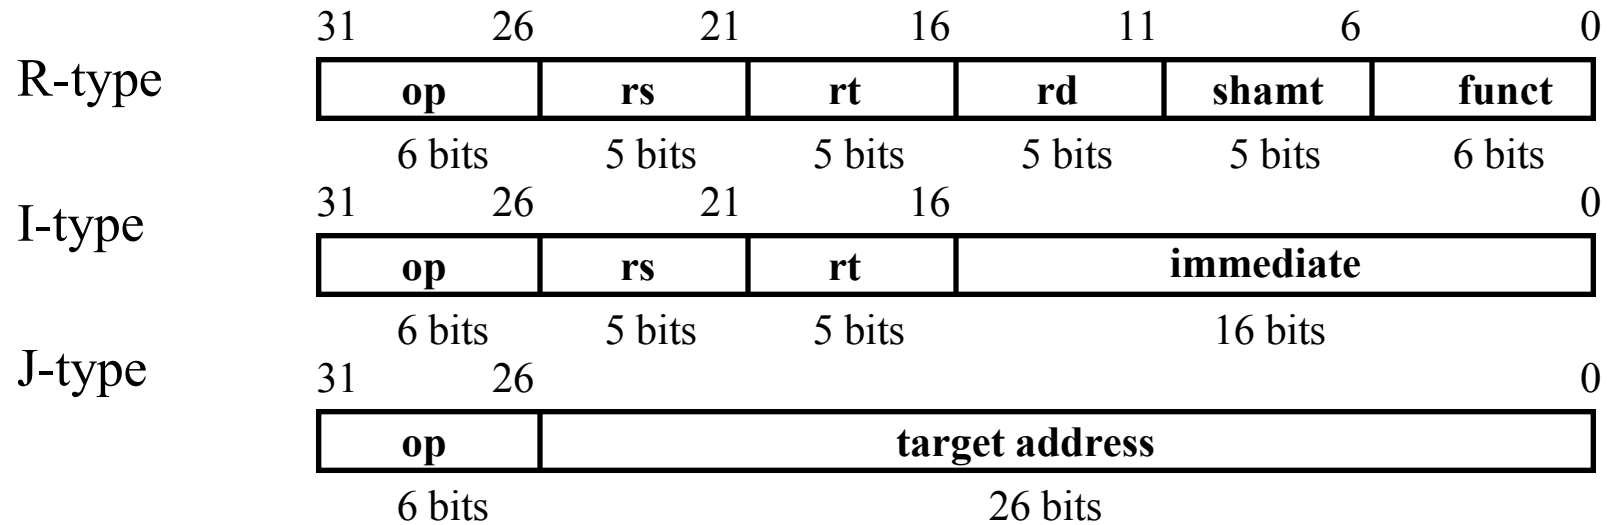 31 26 21 16 11 6 0
R-type op rs rt rd shamt funct
6 bits 5 bits 5 bits 5 bits 5 bits 6 bits
31 26 21 16 0
I-type op rs rt immediate
6 bits 5 bits 5 bits 16 bits
J-type
31 26 0
op target address
6 bits 26 bits